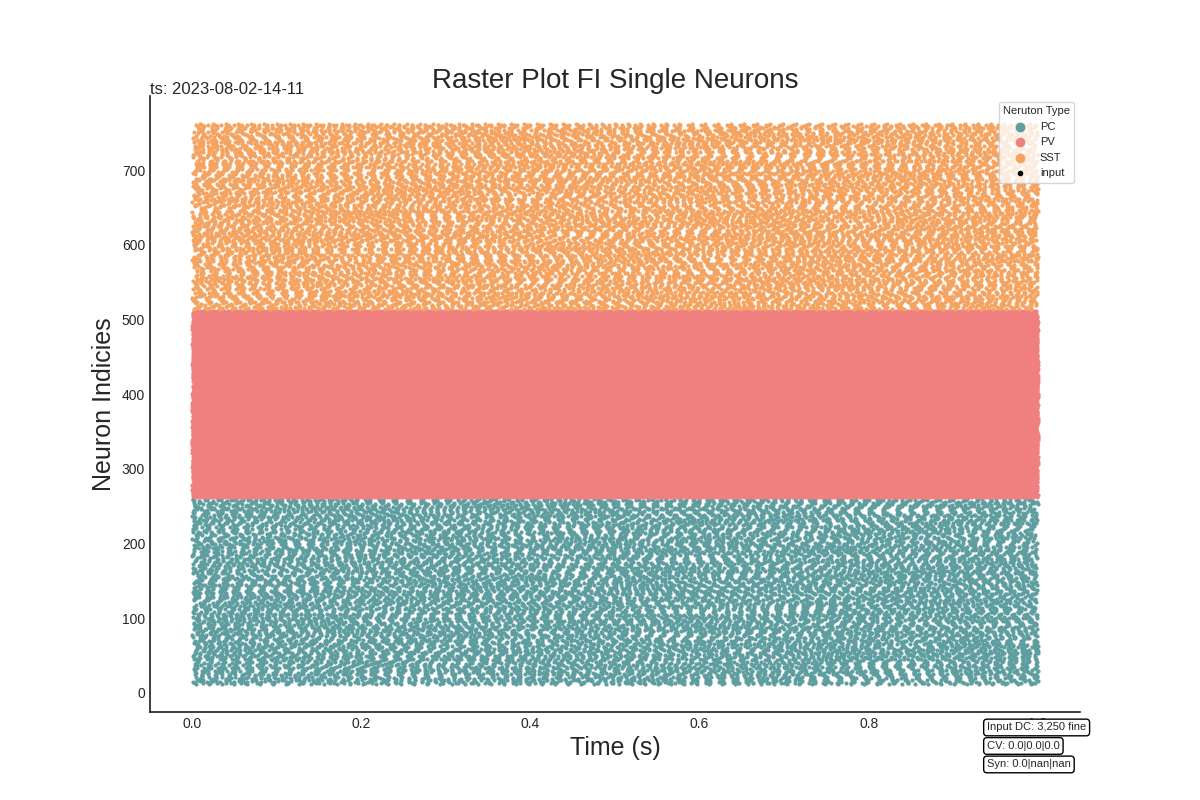 Raster Plot FI Single Neurons
ts: 2023-08-02-14-11
Neruton Type
PC
PV
SST
input
700
600
500
400
300
200
100
0
Neuron Indicies
0.0 0.2 0.4 0.6 0.8
Time (s)
Input DC: 3,250 fine
CV: 0.0|0.0|0.0
Syn: 0.0|nan|nan